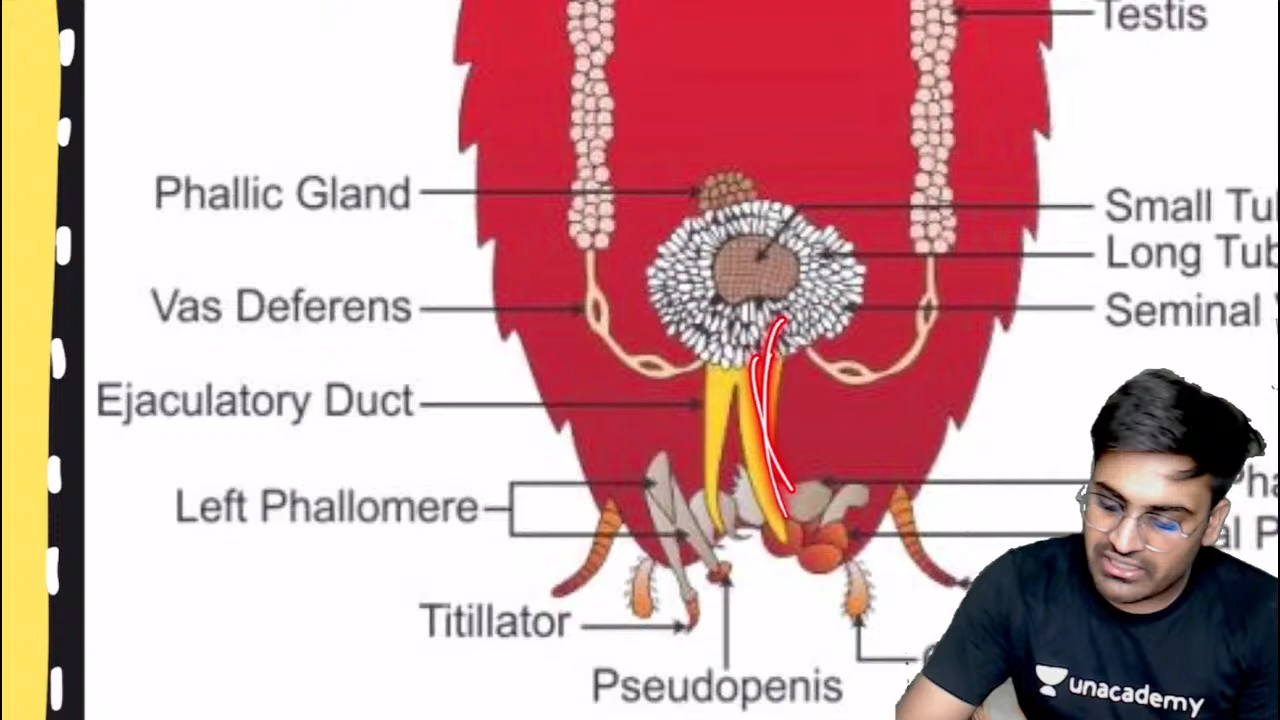 Testis
Phallic Gland
Small Tu
Long Tub
Vas Deferens
Seminal
Ejaculatory Duct
Left Phallomere
Titillator
Pseudopenis
unacademy